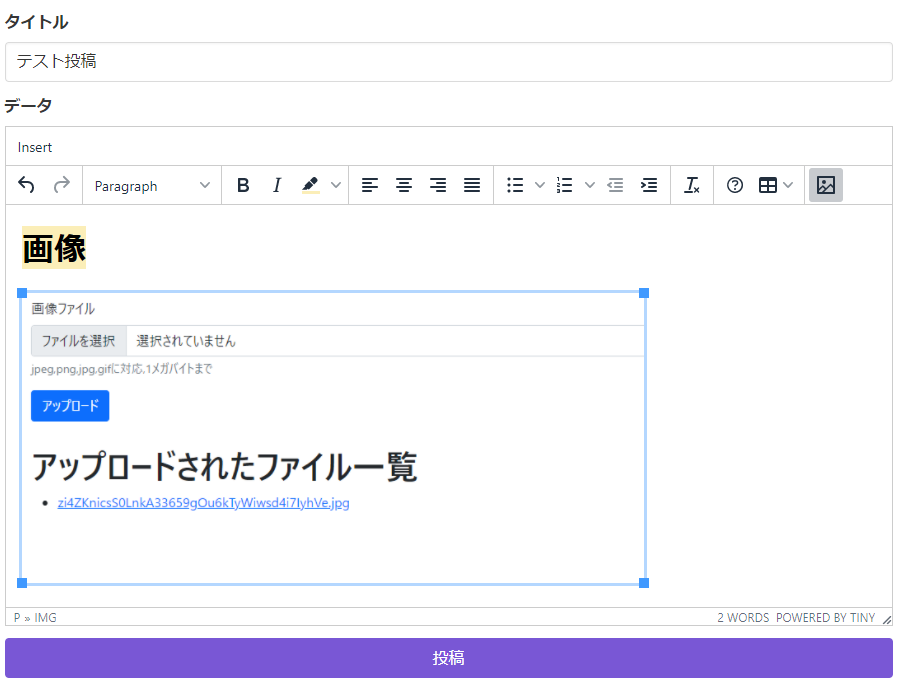 タイトル
テスト投稿
データ
Insert
Paragraph
B I
画像
画像ファイル
ファイルを選択 選択されていません
jpeg,png,jpg,gifに対応,1メガバイトまで
アップロード
アップロードされたファイル一覧
zi4ZKnicsS0LnkA33659gOu6kTyWiwsd4i7IyhVe.jpg
P » IMG 2 WORDS POWERED BY TINY
投稿